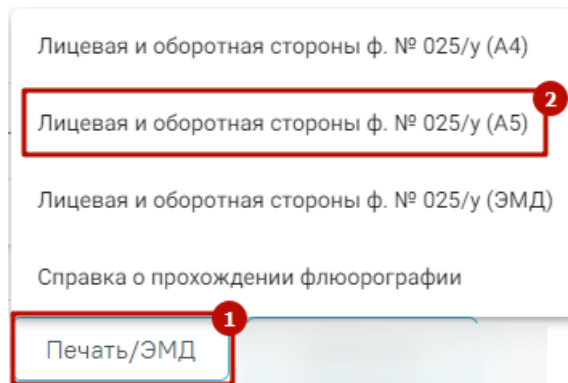 Лицевая и оборотная стороны ф. № 025/у (А4)
2
Лицевая и оборотная стороны ф. № 025/у (А5)
Лицевая и оборотная стороны ф. № 025/у (ЭМД)
Справка о прохождении флюорографии
1
Печать/ЭМД